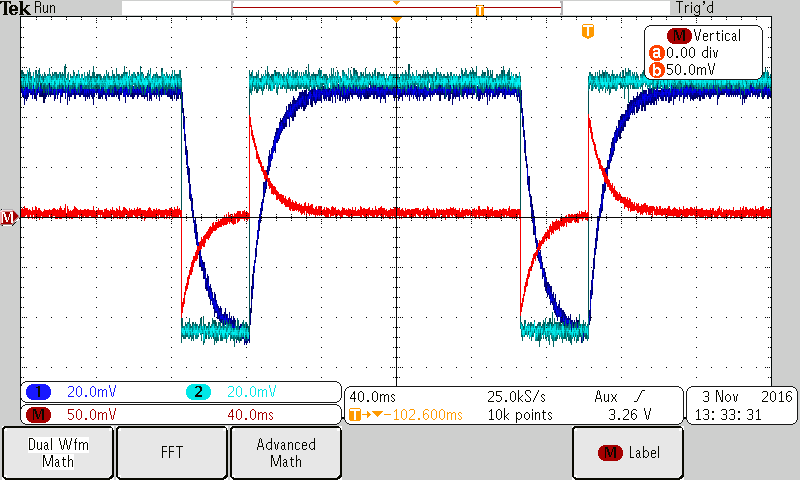 Tek Run Trig'd
M Vertical
a 0.00 div
b 50.0mV
T
T
M
1 20.0mV 2 20.0mV
M 50.0mV 40.0ms
40.0ms 25.0kS/s Aux
T→▼-102.600ms 10k points 3.26 V
3 Nov 2016
13:33:31
Dual Wfm
Math
FFT
Advanced
Math
M Label